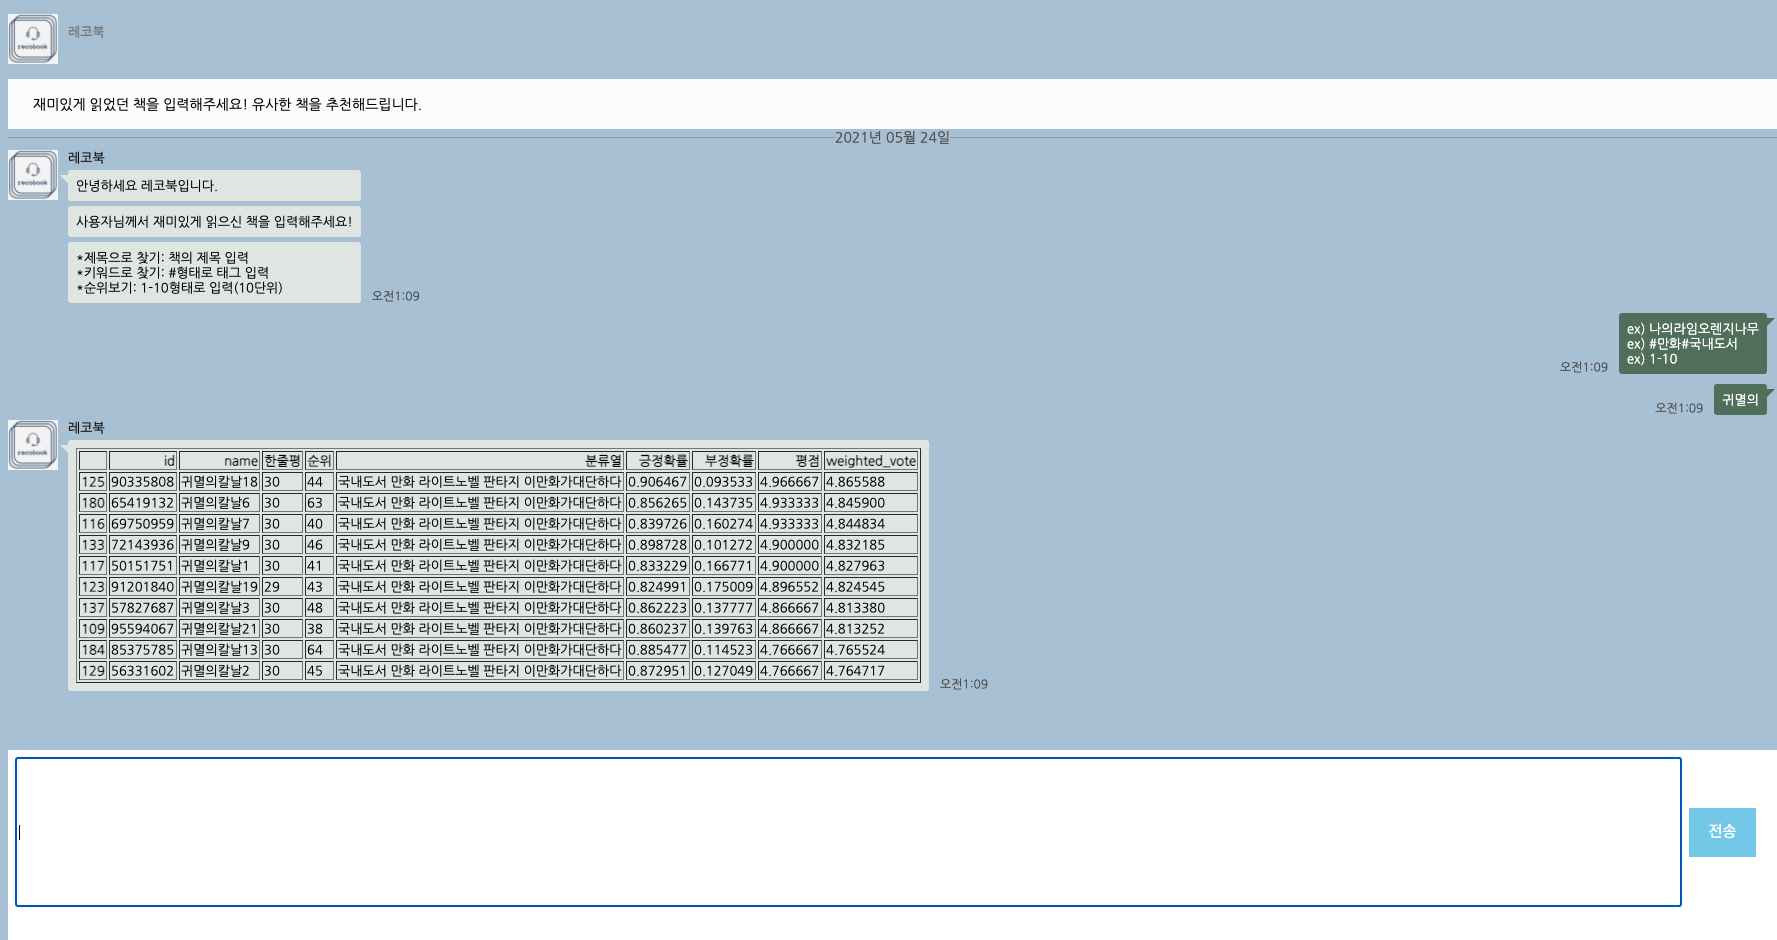 recobook
레코북
재미있게 읽었던 책을 입력해주세요! 유사한 책을 추천해드립니다.
2021년 05월 24일
recobook
레코북
안녕하세요 레코북입니다.
사용자님께서 재미있게 읽으신 책을 입력해주세요!
*제목으로 찾기: 책의 제목 입력
*키워드로 찾기: #형태로 태그 입력
*순위보기: 1-10형태로 입력(10단위)
오전1:09
ex) 나의라임오렌지나무
ex) #만화#국내도서
ex) 1-10
오전1:09
귀멸의
오전1:09
recobook
레코북
id name 한줄평 순위 분류열 긍정확률 부정확률 평점 weighted_vote
125 90335808 귀멸의칼날18 30 44 국내도서 만화 라이트노벨 판타지 이만화가대단하다 0.906467 0.093533 4.966667 4.865588
180 65419132 귀멸의칼날6 30 63 국내도서 만화 라이트노벨 판타지 이만화가대단하다 0.856265 0.143735 4.933333 4.845900
116 69750959 귀멸의칼날7 30 40 국내도서 만화 라이트노벨 판타지 이만화가대단하다 0.839726 0.160274 4.933333 4.844834
133 72143936 귀멸의칼날9 30 46 국내도서 만화 라이트노벨 판타지 이만화가대단하다 0.898728 0.101272 4.900000 4.832185
117 50151751 귀멸의칼날1 30 41 국내도서 만화 라이트노벨 판타지 이만화가대단하다 0.833229 0.166771 4.900000 4.827963
123 91201840 귀멸의칼날19 29 43 국내도서 만화 라이트노벨 판타지 이만화가대단하다 0.824991 0.175009 4.896552 4.824545
137 57827687 귀멸의칼날3 30 48 국내도서 만화 라이트노벨 판타지 이만화가대단하다 0.862223 0.137777 4.866667 4.813380
109 95594067 귀멸의칼날21 30 38 국내도서 만화 라이트노벨 판타지 이만화가대단하다 0.860237 0.139763 4.866667 4.813252
184 85375785 귀멸의칼날13 30 64 국내도서 만화 라이트노벨 판타지 이만화가대단하다 0.885477 0.114523 4.766667 4.765524
129 56331602 귀멸의칼날2 30 45 국내도서 만화 라이트노벨 판타지 이만화가대단하다 0.872951 0.127049 4.766667 4.764717
오전1:09
전송